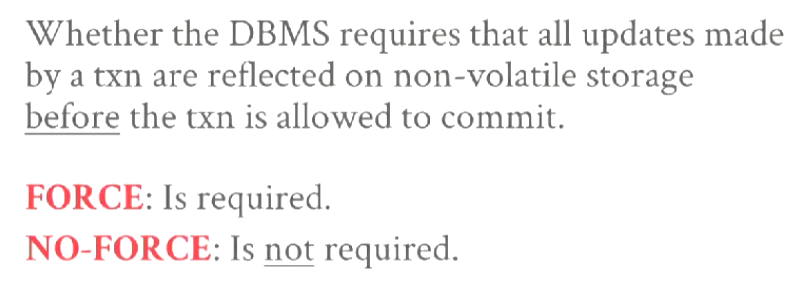 Whether the DBMS requires that all updates made
by a txn are reflected on non-volatile storage
before the txn is allowed to commit.
FORCE: Is required.
NO-FORCE: Is not required.